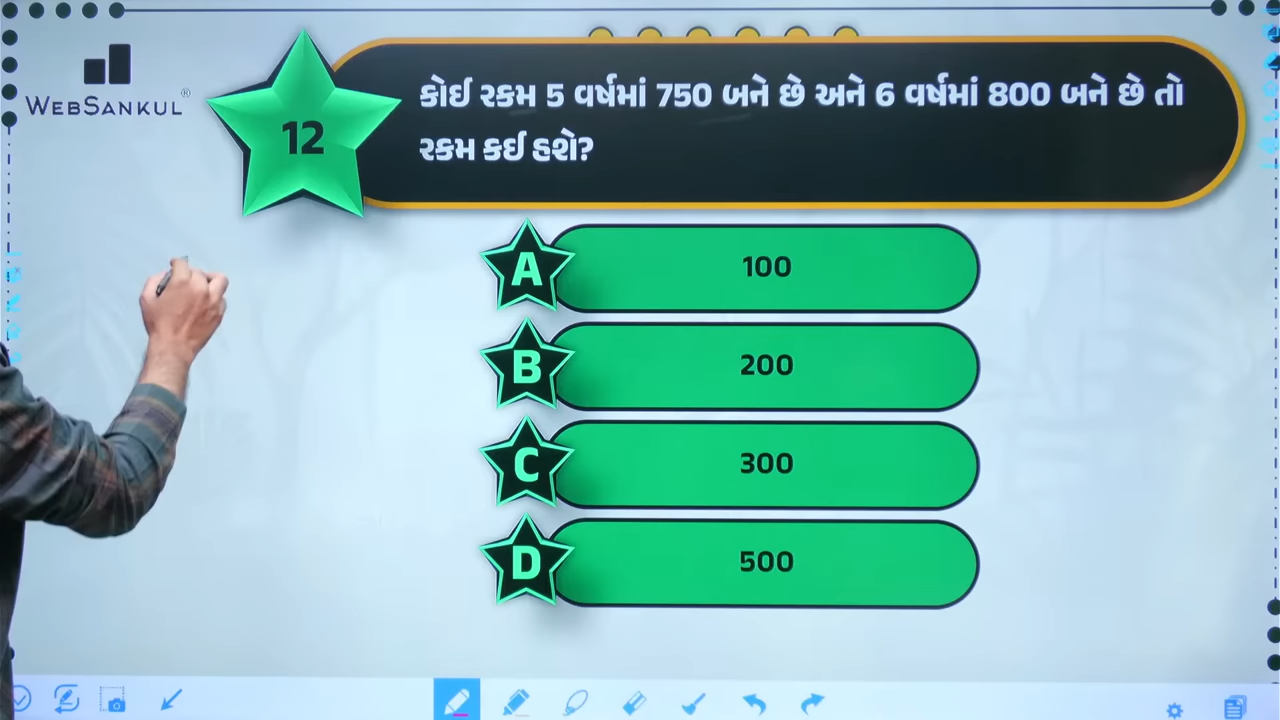 WEBSANKUL®
12
કોઈ રકમ 5 વર્ષમાં 750 બને છે અને 6 વર્ષમાં 800 બને છે તો
રકમ કઈ હશે?
A 100
B 200
C 300
D 500